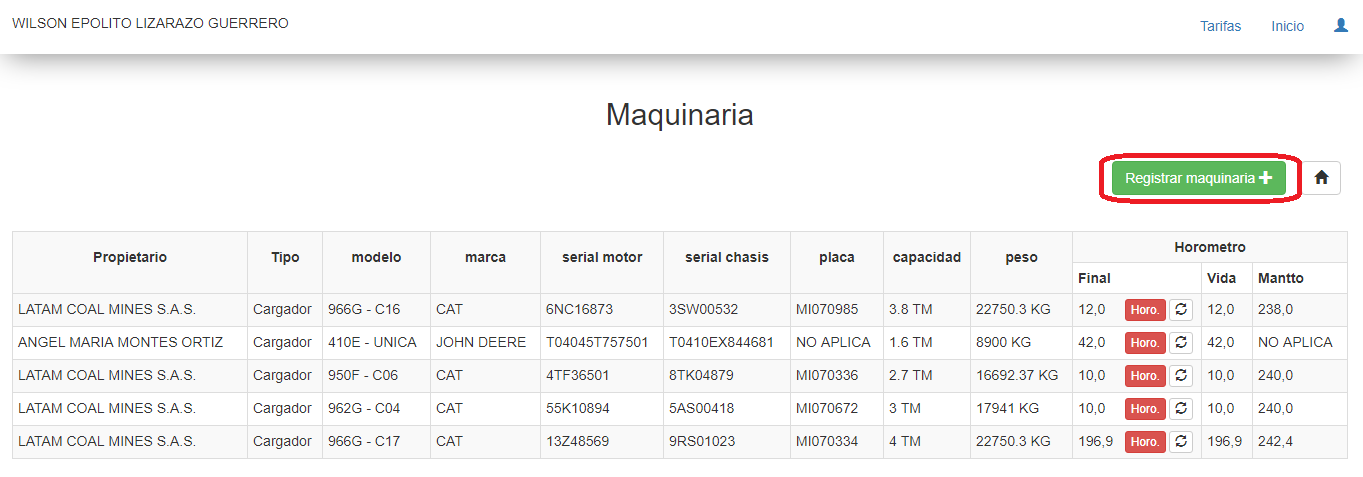 WILSON EPOLITO LIZARAZO GUERRERO
Tarifas Inicio
Maquinaria
Registrar maquinaria
Propietario Tipo modelo marca serial motor serial chasis placa capacidad peso Horometro
Final Vida Mantto
LATAM COAL MINES S.A.S. Cargador 966G - C16 CAT 6NC16873 3SW00532 MI070985 3.8 TM 22750.3 KG 12,0 Horo. 12,0 238,0
ANGEL MARIA MONTES ORTIZ Cargador 410E - UNICA JOHN DEERE T04045T757501 T0410EX844681 NO APLICA 1.6 TM 8900 KG 42,0 Horo. 42,0 NO APLICA
LATAM COAL MINES S.A.S. Cargador 950F - C06 CAT 4TF36501 8TK04879 MI070336 2.7 TM 16692.37 KG 10,0 Horo. 10,0 240,0
LATAM COAL MINES S.A.S. Cargador 962G - C04 CAT 55K10894 5AS00418 MI070672 3 TM 17941 KG 10,0 Horo. 10,0 240,0
LATAM COAL MINES S.A.S. Cargador 966G - C17 CAT 13Z48569 9RS01023 MI070334 4 TM 22750.3 KG 196,9 Horo. 196,9 242,4